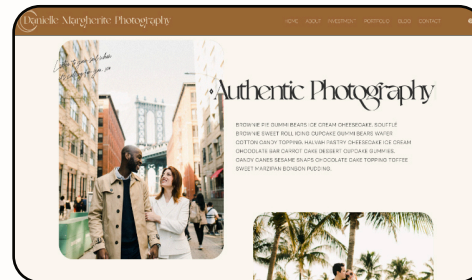 Danielle Margherite Photography
HOME ABOUT INVESTMENT PORTFOLIO BLOG CONTACT
Authentic Photography
BROWNIE PIE GUMMI BEARS ICE CREAM CHEESECAKE. SOUFFLÉ
BROWNIE SWEET ROLL ICING CUPCAKE GUMMI BEARS WAFER
COTTON CANDY TOPPING. HALVAH PASTRY CHEESECAKE ICE CREAM
CHOCOLATE BAR CARROT CAKE DESSERT CUPCAKE GUMMIES.
CANDY CANES SESAME SNAPS CHOCOLATE CAKE TOPPING TOFFEE
SWEET MARZIPAN BONBON PUDDING.